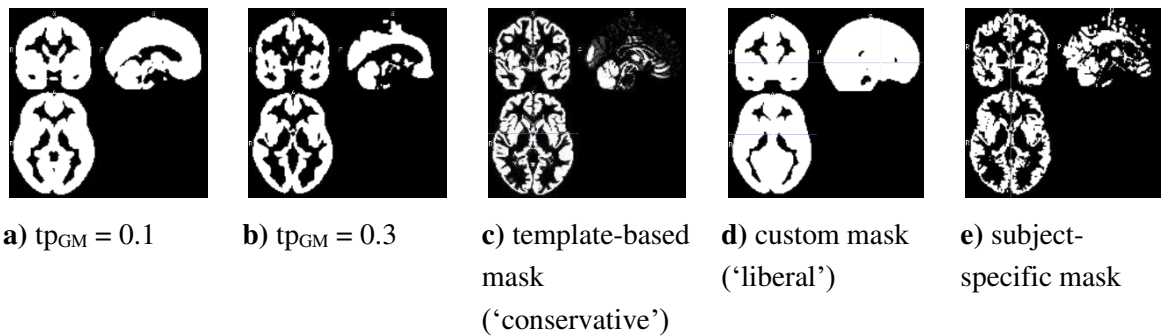 a) tpGM = 0.1
b) tpGM = 0.3
c) template-based
mask
(‘conservative’)
d) custom mask
(‘liberal’)
e) subject-
specific mask